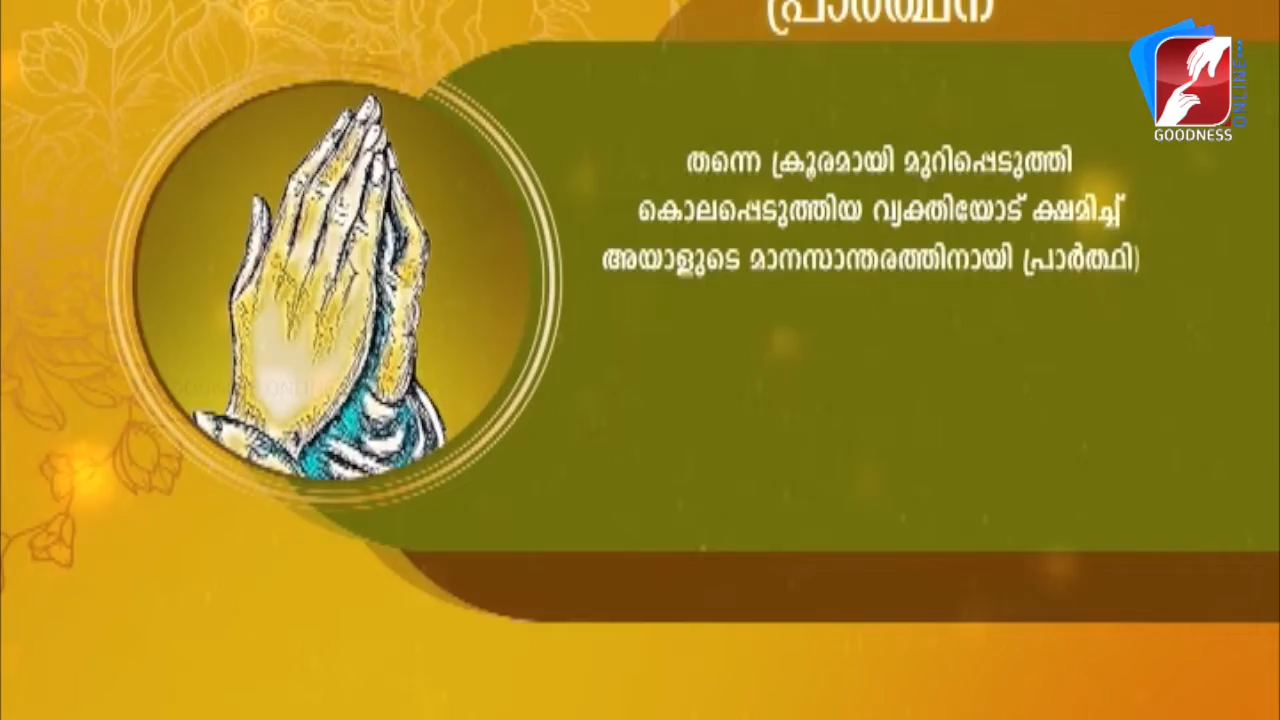 പ്രാർത്ഥന
ONLINE
GOODNESS
തന്നെ ക്രൂരമായി മുറിപ്പെടുത്തി
കൊലപ്പെടുത്തിയ വ്യക്തിയോട് ക്ഷമിച്ച്
അയാളുടെ മാനസാന്തരത്തിനായി പ്രാർത്ഥി)